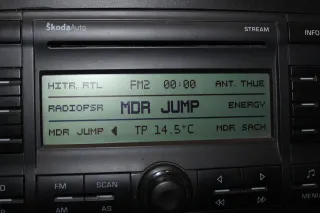 ŠkodaAuto STREAM INFO
HITR. RTL FM2 00:00 ANT. THUE
RADIOPSR MDR JUMP ENERGY
MDR JUMP ◀ TP 14.5°C MDR SACH
FM SCAN
AM AS MENU